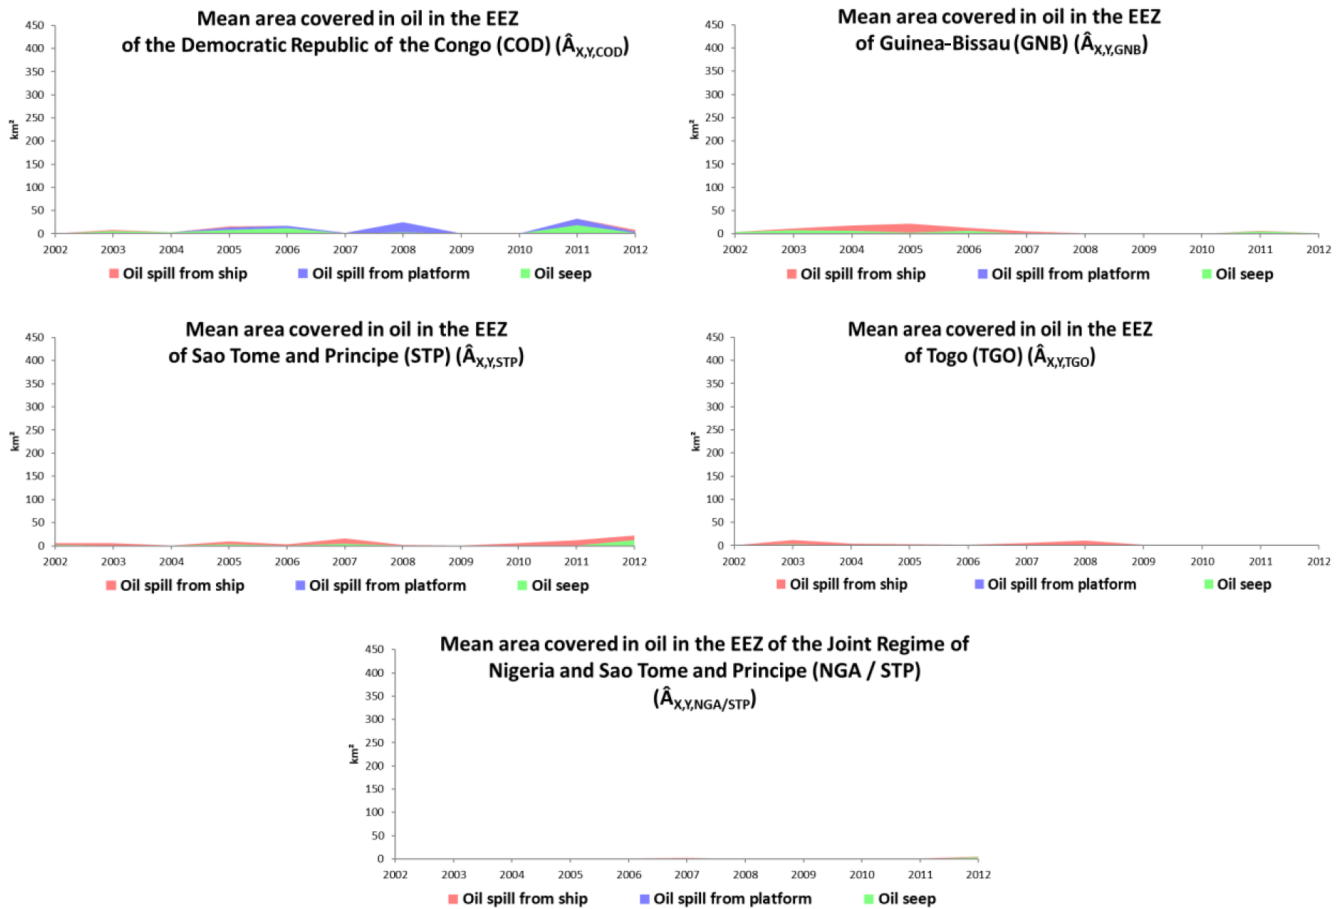 Mean area covered in oil in the EEZ
of the Democratic Republic of the Congo (COD) (Â_X,Y,COD)
450
400
350
300
250
200
150
100
50
0
km²
2002 2003 2004 2005 2006 2007 2008 2009 2010 2011 2012
Oil spill from ship Oil spill from platform Oil seep
Mean area covered in oil in the EEZ
of Guinea-Bissau (GNB) (Â_X,Y,GNB)
450
400
350
300
250
200
150
100
50
0
km²
2002 2003 2004 2005 2006 2007 2008 2009 2010 2011 2012
Oil spill from ship Oil spill from platform Oil seep
Mean area covered in oil in the EEZ
of Sao Tome and Principe (STP) (Â_X,Y,STP)
450
400
350
300
250
200
150
100
50
0
km²
2002 2003 2004 2005 2006 2007 2008 2009 2010 2011 2012
Oil spill from ship Oil spill from platform Oil seep
Mean area covered in oil in the EEZ
of Togo (TGO) (Â_X,Y,TGO)
450
400
350
300
250
200
150
100
50
0
km²
2002 2003 2004 2005 2006 2007 2008 2009 2010 2011 2012
Oil spill from ship Oil spill from platform Oil seep
Mean area covered in oil in the EEZ of the Joint Regime of
Nigeria and Sao Tome and Principe (NGA / STP)
(Â_X,Y,NGA/STP)
450
400
350
300
250
200
150
100
50
0
km²
2002 2003 2004 2005 2006 2007 2008 2009 2010 2011 2012
Oil spill from ship Oil spill from platform Oil seep